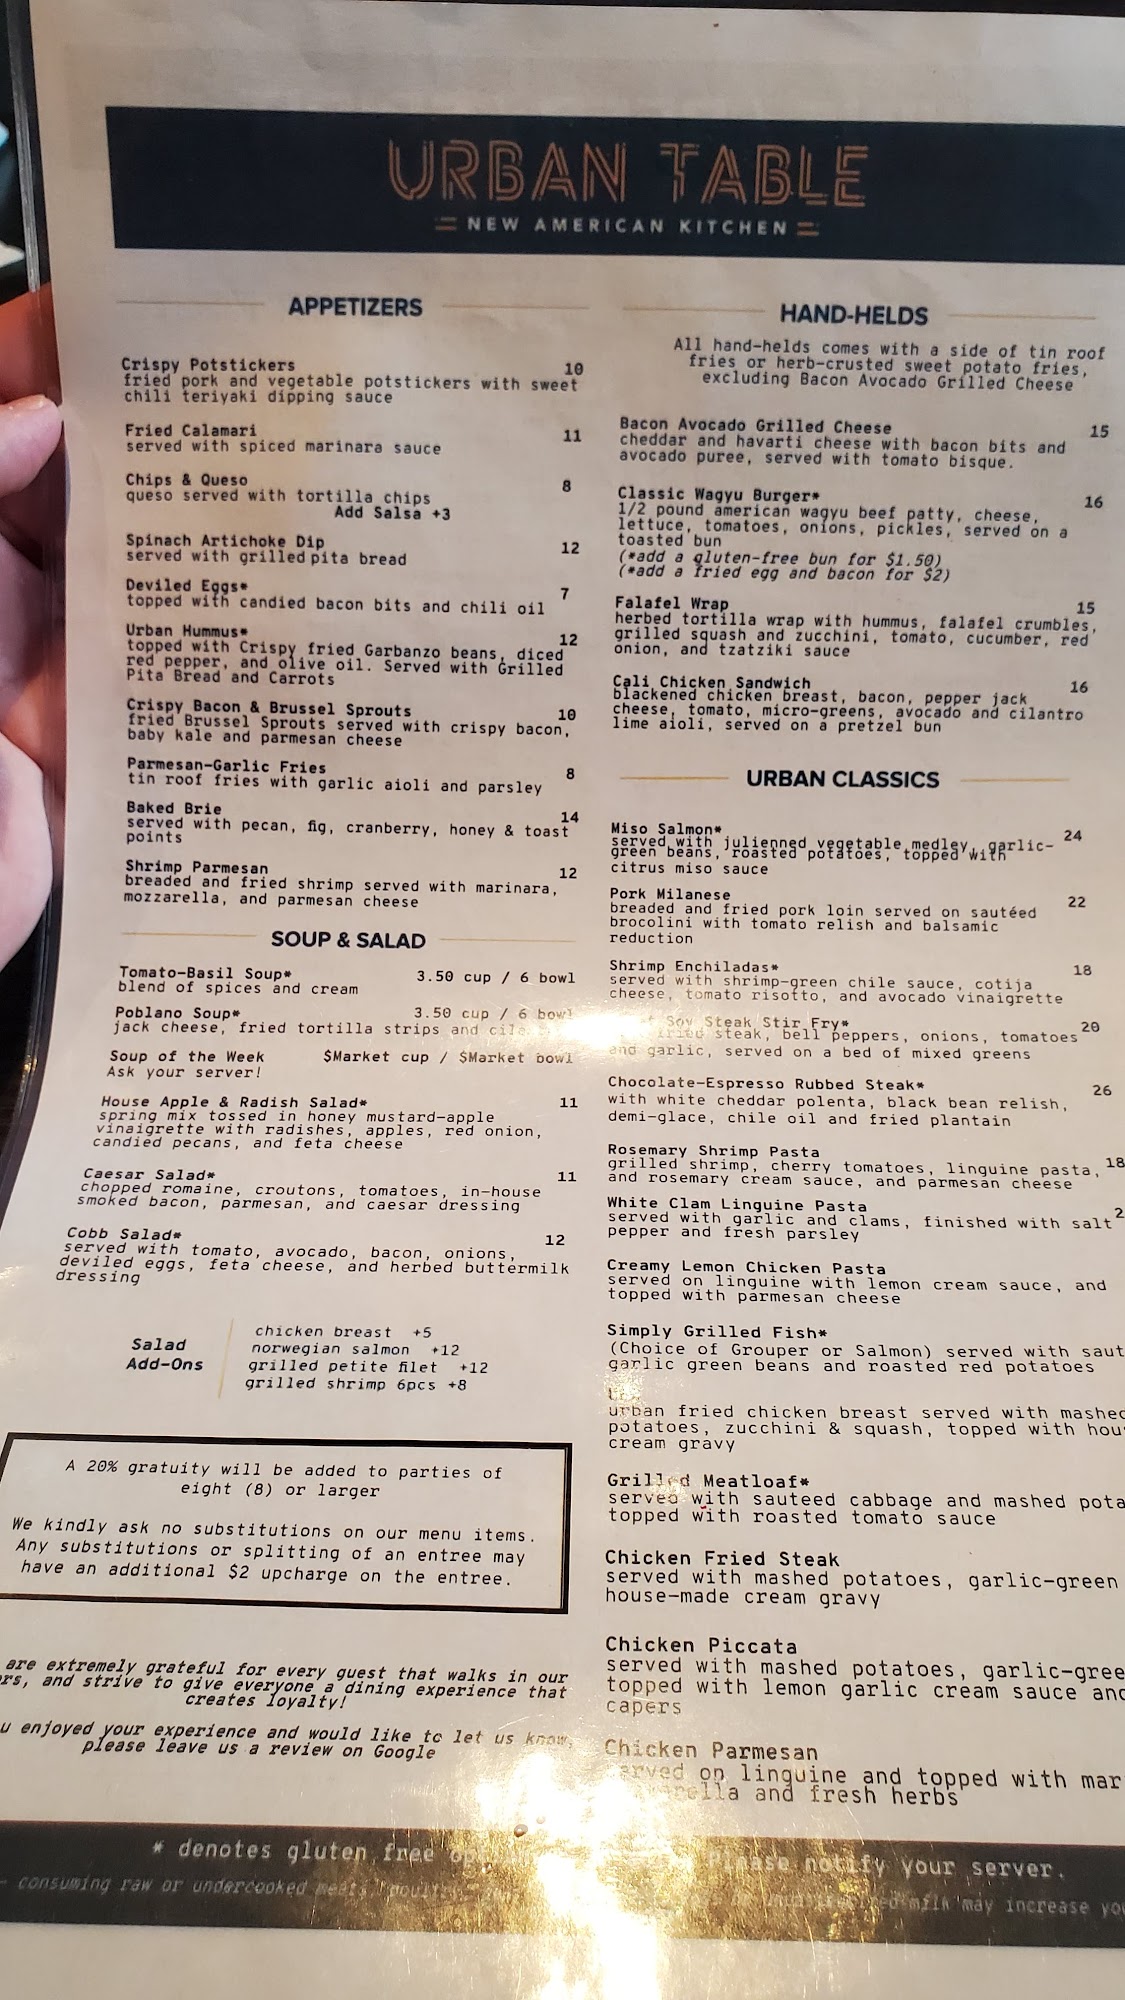 URBAN TABLE
NEW AMERICAN KITCHEN
APPETIZERS
Crispy Potstickers 10
fried pork and vegetable potstickers with sweet
chili teriyaki dipping sauce
Fried Calamari 11
served with spiced marinara sauce
Chips & Queso 8
queso served with tortilla chips
Add Salsa +3
Spinach Artichoke Dip 12
served with grilled pita bread
Deviled Eggs* 7
topped with candied bacon bits and chili oil
Urban Hummus* 12
topped with Crispy fried Garbanzo beans, diced
red pepper, and olive oil. Served with Grilled
Pita Bread and Carrots
Crispy Bacon & Brussel Sprouts 10
fried Brussel Sprouts served with crispy bacon,
baby kale and parmesan cheese
Parmesan-Garlic Fries 8
tin roof fries with garlic aioli and parsley
Baked Brie 14
served with pecan, fig, cranberry, honey & toast
points
Shrimp Parmesan 12
breaded and fried shrimp served with marinara,
mozzarella, and parmesan cheese
SOUP & SALAD
Tomato-Basil Soup* 3.50 cup / 6 bowl
blend of spices and cream
Poblano Soup* 3.50 cup / 6 bowl
jack cheese, fried tortilla strips and
Soup of the Week $Market cup / $Market bowl
Ask your server!
House Apple & Radish Salad* 11
spring mix tossed in honey mustard-apple
vinaigrette with radishes, apples, red onion,
candied pecans, and feta cheese
Caesar Salad* 11
chopped romaine, croutons, tomatoes, in-house
smoked bacon, parmesan, and caesar dressing
Cobb Salad* 12
served with tomato, avocado, bacon, onions,
deviled eggs, feta cheese, and herbed buttermilk
dressing
Salad
Add-Ons
chicken breast +5
norwegian salmon +12
grilled petite filet +12
grilled shrimp 6pcs +8
A 20% gratuity will be added to parties of
eight (8) or larger
We kindly ask no substitutions on our menu items.
Any substitutions or splitting of an entree may
have an additional $2 upcharge on the entree.
are extremely grateful for every guest that walks in our
rs, and strive to give everyone a dining experience that
creates loyalty!
u enjoyed your experience and would like to let us know,
please leave us a review on Google
HAND-HELDS
All hand-helds comes with a side of tin roof
fries or herb-crusted sweet potato fries,
excluding Bacon Avocado Grilled Cheese
Bacon Avocado Grilled Cheese 15
cheddar and havarti cheese with bacon bits and
avocado puree, served with tomato bisque.
Classic Wagyu Burger* 16
1/2 pound american wagyu beef patty, cheese,
lettuce, tomatoes, onions, pickles, served on a
toasted bun
(*add a gluten-free bun for $1.50)
(*add a fried egg and bacon for $2)
Falafel Wrap 15
herbed tortilla wrap with hummus, falafel crumbles,
grilled squash and zucchini, tomato, cucumber, red
onion, and tzatziki sauce
Cali Chicken Sandwich 16
blackened chicken breast, bacon, pepper jack
cheese, tomato, micro-greens, avocado and cilantro
lime aioli, served on a pretzel bun
URBAN CLASSICS
Miso Salmon* 24
served with julienned vegetable medley, garlic-
green beans, roasted potatoes, topped with
citrus miso sauce
Pork Milanese 22
breaded and fried pork loin served on sautéed
brocolini with tomato relish and balsamic
reduction
Shrimp Enchiladas* 18
served with shrimp-green chile sauce, cotija
cheese, tomato risotto, and avocado vinaigrette
Soy Steak Stir Fry* 20
fried steak, bell peppers, onions, tomatoes
and garlic, served on a bed of mixed greens
Chocolate-Espresso Rubbed Steak* 26
with white cheddar polenta, black bean relish,
demi-glace, chile oil and fried plantain
Rosemary Shrimp Pasta 18
grilled shrimp, cherry tomatoes, linguine pasta,
and rosemary cream sauce, and parmesan cheese
White Clam Linguine Pasta 2
served with garlic and clams, finished with salt
pepper and fresh parsley
Creamy Lemon Chicken Pasta
served on linguine with lemon cream sauce, and
topped with parmesan cheese
Simply Grilled Fish*
(Choice of Grouper or Salmon) served with saut
garlic green beans and roasted red potatoes
urban fried chicken breast served with mashed
potatoes, zucchini & squash, topped with hou
cream gravy
Grilled Meatloaf*
served with sauteed cabbage and mashed pota
topped with roasted tomato sauce
Chicken Fried Steak
served with mashed potatoes, garlic-green
house-made cream gravy
Chicken Piccata
served with mashed potatoes, garlic-gree
topped with lemon garlic cream sauce and
capers
Chicken Parmesan
served on linguine and topped with mar
rella and fresh herbs
* denotes gluten free Please notify your server.
consuming raw or undercooked meats, milk may increase yo